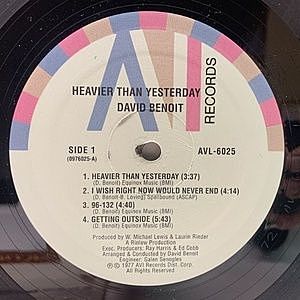 AVI RECORDS
HEAVIER THAN YESTERDAY
DAVID BENOIT
SIDE 1
(0976025-A)
AVL-6025
1. HEAVIER THAN YESTERDAY (3:37)
(D. Benoit) Equinox Music (BMI)
2. I WISH RIGHT NOW WOULD NEVER END (4:14)
(D. Benoit-B. Loving) Spellbound (ASCAP)
3. 96-132 (4:40)
(D. Benoit) Equinox Music (BMI)
4. GETTING OUTSIDE (5:43)
(D. Benoit) Equinox Music (BMI)
Produced by W. Michael Lewis & Laurin Rinder
A Rinlew Production
Exec. Producers: Ray Harris & Ed Cobb
Arranged & Conducted by David Benoit
Engineer: Galen Senogles
© 1977 AVI Rec. Dist. Corp.
All Rights Reserved